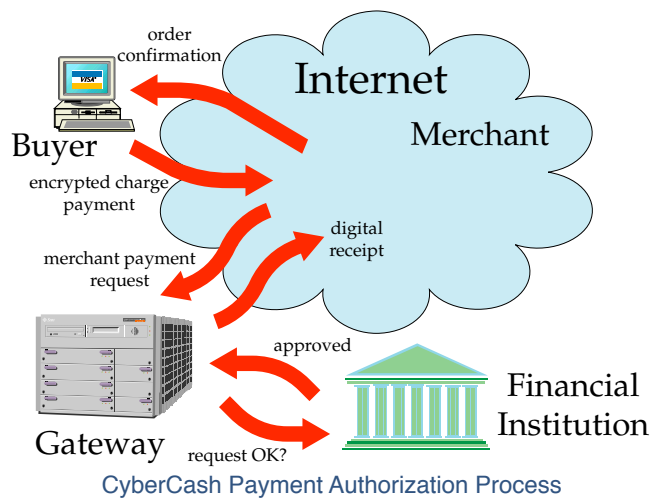 order
confirmation
Internet
VISA
Merchant
Buyer
encrypted charge
payment
digital
receipt
merchant payment
request
approved
Financial
Institution
Gateway
request OK?
CyberCash Payment Authorization Process